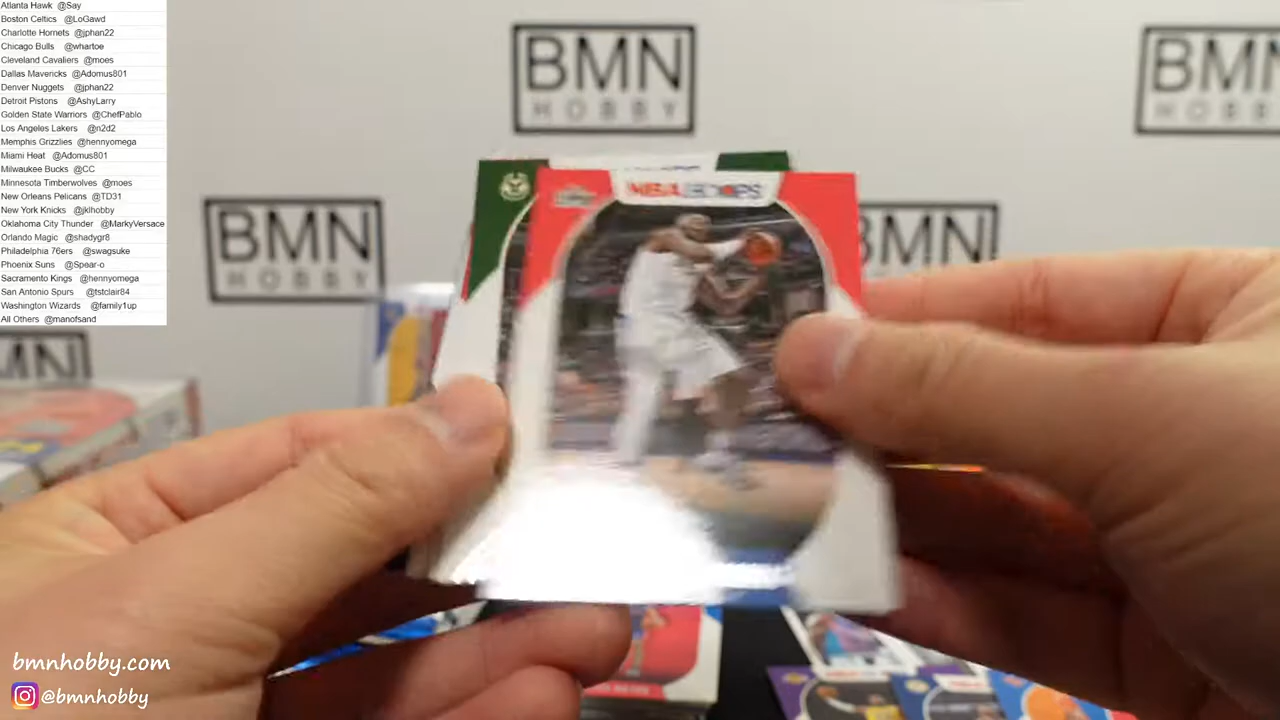 Atlanta Hawk @Say
Boston Celtics @LoGawd
Charlotte Hornets @jphan22
Chicago Bulls @whartoe
Cleveland Cavaliers @moes
Dallas Mavericks @Adomus801
Denver Nuggets @jphan22
Detroit Pistons @AshyLarry
Golden State Warriors @ChefPablo
Los Angeles Lakers @n2d2
Memphis Grizzlies @hennyomega
Miami Heat @Adomus801
Milwaukee Bucks @CC
Minnesota Timberwolves @moes
New Orleans Pelicans @TD31
New York Knicks @jklhobby
Oklahoma City Thunder @MarkyVersace
Orlando Magic @shadygr8
Philadelphia 76ers @swagsuke
Phoenix Suns @Spear-o
Sacramento Kings @hennyomega
San Antonio Spurs @tstclair84
Washington Wizards @family1up
All Others @manofsand
BMN
HOBBY
BMN
HOBBY
BMN
HOBBY
BMN
HOBBY
NBA HOOPS
bmnhobby.com
@bmnhobby